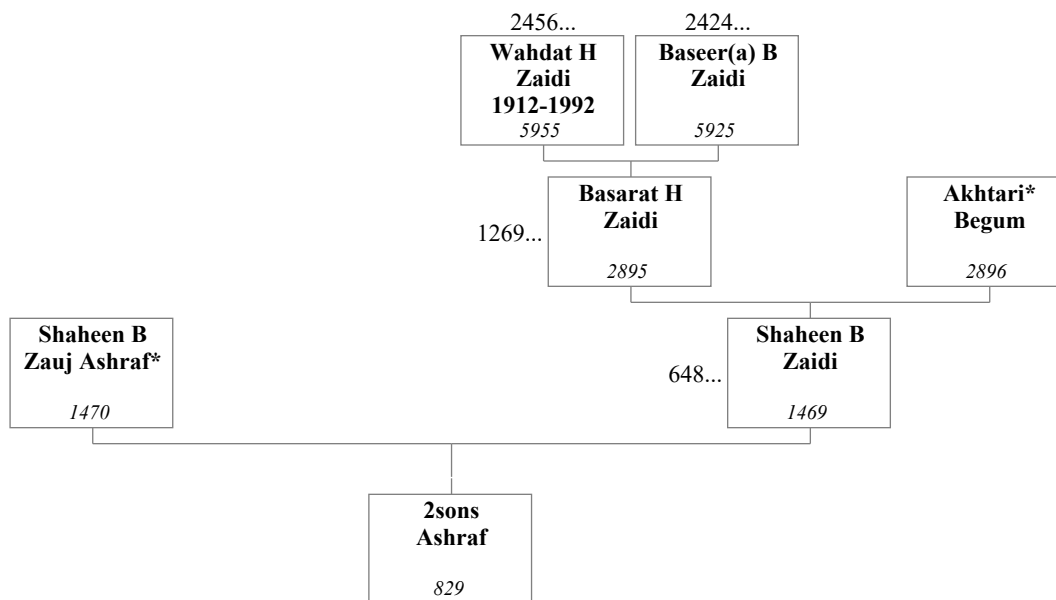 2456...
2424...
Wahdat H
Zaidi
1912-1992
5955
Baseer(a) B
Zaidi
5925
1269...
Basarat H
Zaidi
2895
Akhtari*
Begum
2896
Shaheen B
Zauj Ashraf*
1470
648...
Shaheen B
Zaidi
1469
2sons
Ashraf
829